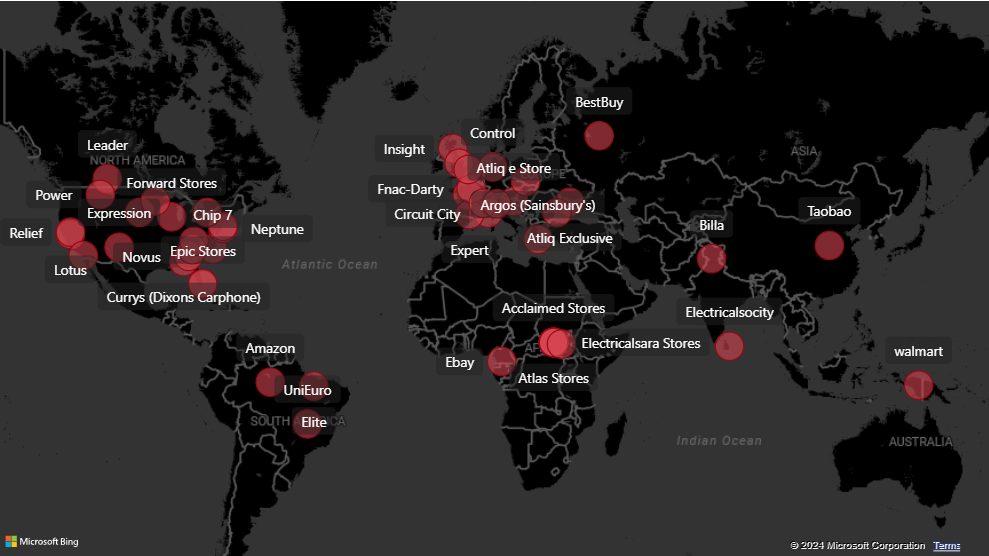 BestBuy
Control
Insight
Leader
NORTH AMERICA
ASIA
Atliq e Store
Forward Stores
Power
Fnac-Darty
Argos (Sainsbury's)
Expression
Chip 7
Circuit City
Taobao
Relief
Neptune
Billa
Atliq Exclusive
Epic Stores
Expert
Novus
Atlantic Ocean
Lotus
Currys (Dixons Carphone)
Acclaimed Stores
Electricalsocity
Electricalsara Stores
Amazon
walmart
Ebay
Atlas Stores
UniEuro
Elite
Indian Ocean
AUSTRALIA
Microsoft Bing
© 2024 Microsoft Corporation Terms